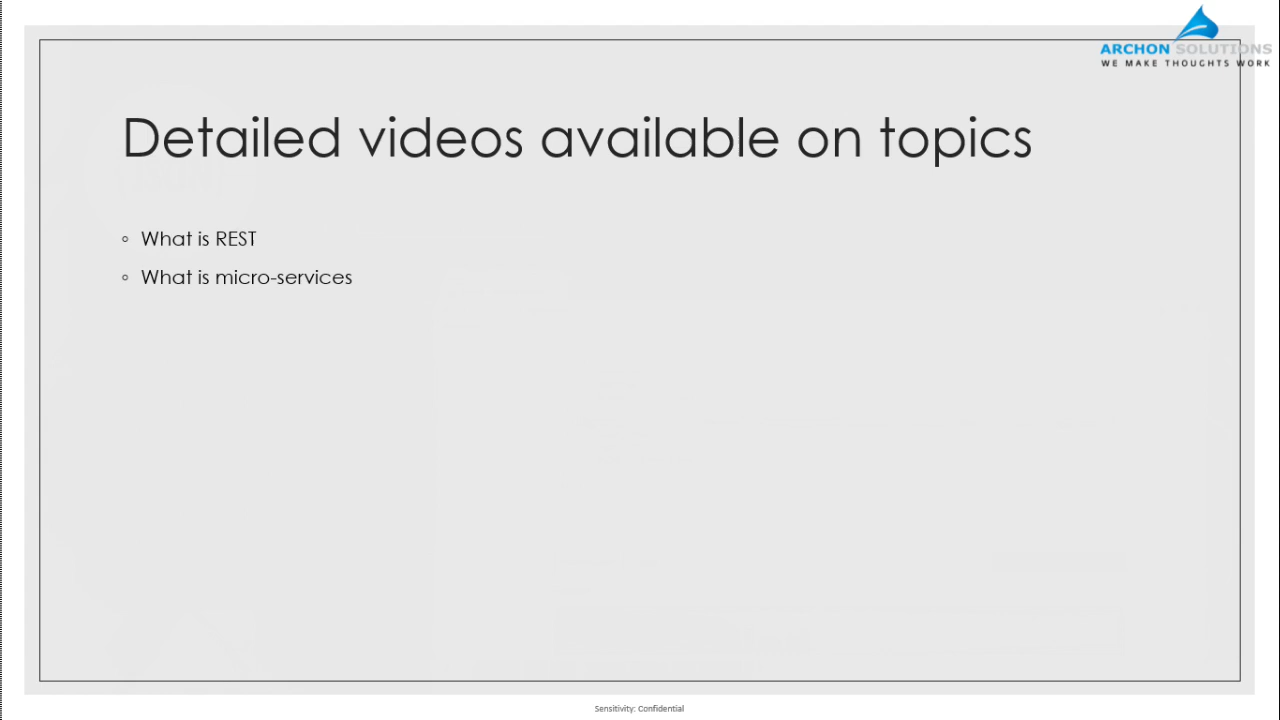 ARCHON SOLUTIONS
WE MAKE THOUGHTS WORK
Detailed videos available on topics
◦ What is REST
◦ What is micro-services
Sensitivity: Confidential